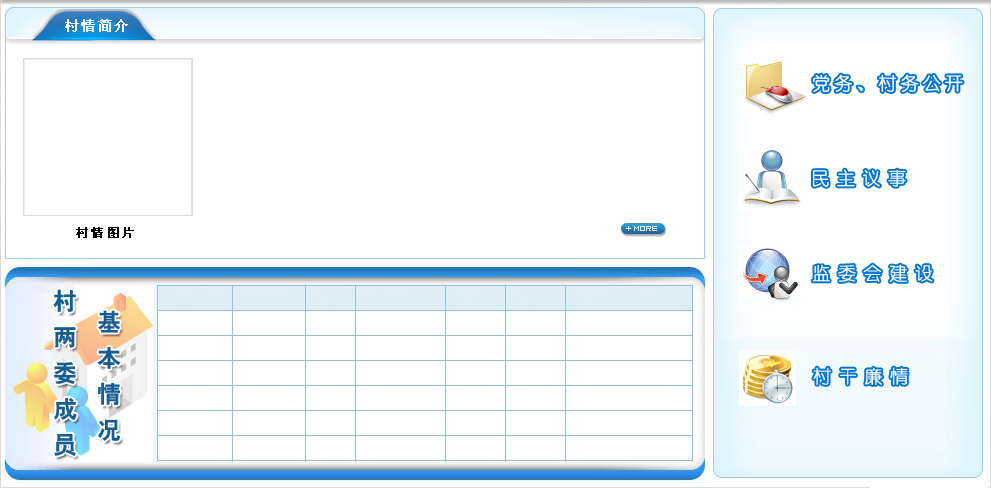 村情简介
村情图片
+ MORE
村两委成员
基本情况
党务、村务公开
民主议事
监委会建设
村干廉情